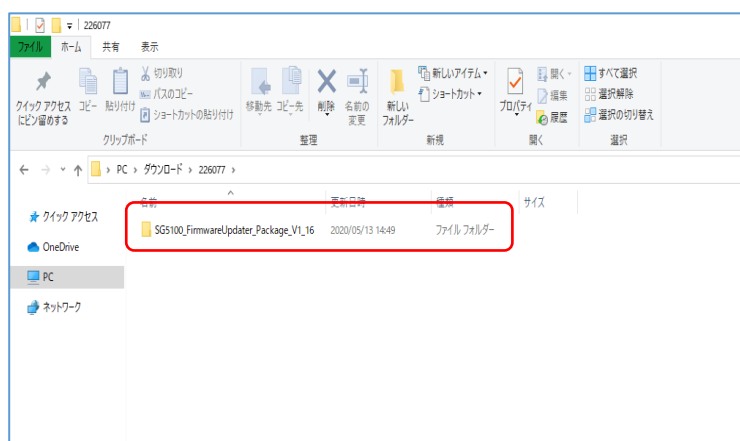 226077
ファイル ホーム 共有 表示
クイック アクセス
にピン留めする
コピー
貼り付け
切り取り
パスのコピー
ショートカットの貼り付け
クリップボード
移動先
コピー先
削除
名前の
変更
整理
新しい
フォルダー
新しいアイテム
ショートカット
新規
プロパティ
開く
編集
履歴
開く
すべて選択
選択解除
選択の切り替え
選択
PC › ダウンロード › 226077 ›
名前 更新日時 種類 サイズ
SG5100_FirmwareUpdater_Package_V1_16 2020/05/13 14:49 ファイル フォルダー
クイック アクセス
OneDrive
PC
ネットワーク